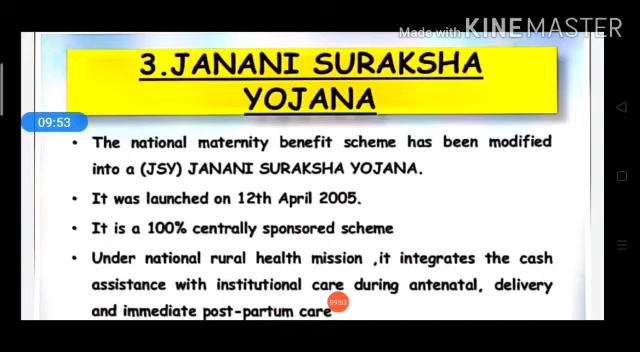 Made with KINEMASTER
3.JANANI SURAKSHA
YOJANA
09:53
• The national maternity benefit scheme has been modified
into a (JSY) JANANI SURAKSHA YOJANA.
• It was launched on 12th April 2005.
• It is a 100% centrally sponsored scheme
• Under national rural health mission ,it integrates the cash
assistance with institutional care during antenatal, delivery
09:53
and immediate post-partum care